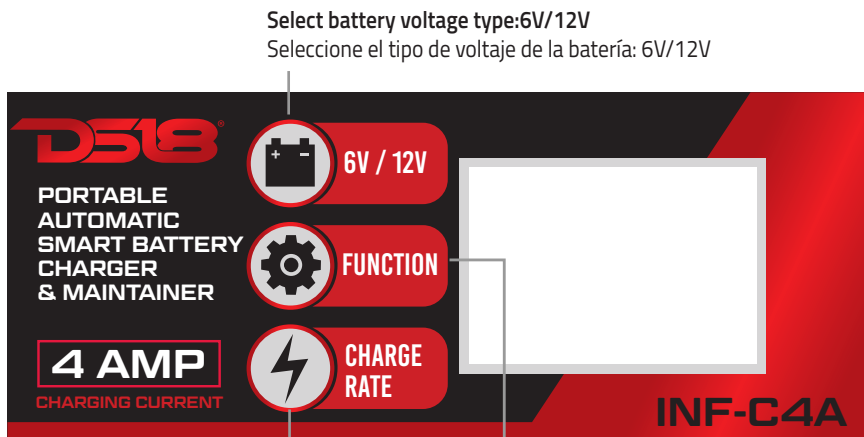 Select battery voltage type:6V/12V
Seleccione el tipo de voltaje de la batería: 6V/12V
DS18®
PORTABLE
AUTOMATIC
SMART BATTERY
CHARGER
& MAINTAINER
4 AMP
CHARGING CURRENT
+ -
6V / 12V
FUNCTION
CHARGE
RATE
INF-C4A